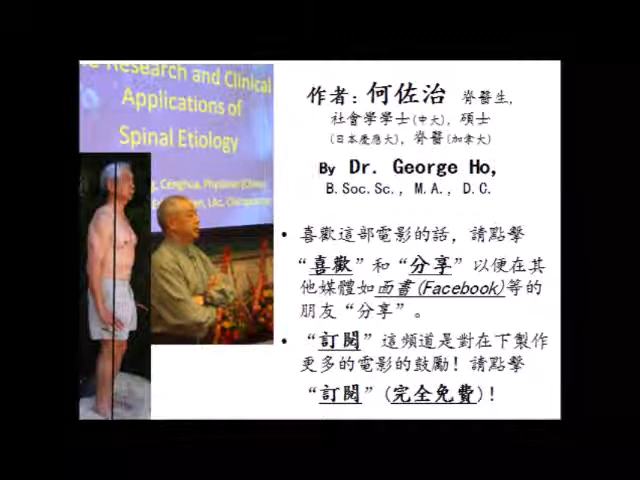 Research and Clinical
Applications of
Spinal Etiology
作者：何佐治 脊醫生,
社會學學士(中大), 碩士
(日本慶應大), 脊醫(加拿大)
By Dr. George Ho,
B.Soc.Sc., M.A., D.C.
• 喜歡這部電影的話，請點擊
“喜歡”和“分享”以便在其
他媒體如面書(Facebook)等的
朋友“分享”。
• “訂閱”這頻道是對在下製作
更多的電影的鼓勵！請點擊
“訂閱”(完全免費)！